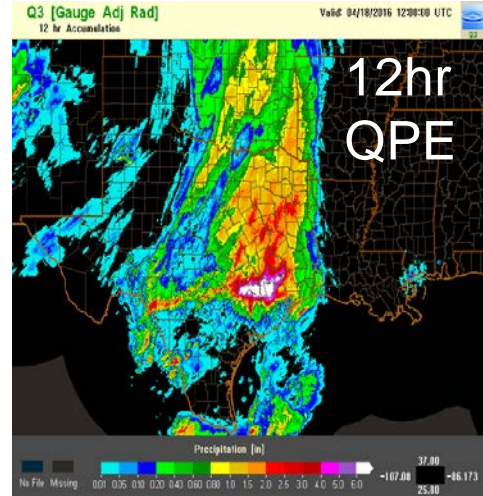 Q3 [Gauge Adj Rad]
12 hr Accumulation
Valid: 04/18/2016 12:00:00 UTC
Q3
12hr
QPE
Precipitation [in]
No File Missing 0.01 0.05 0.10 0.20 0.40 0.60 0.80 1.0 1.5 2.0 2.5 3.0 4.0 5.0 6.0
37.00
-107.00 -86.173
25.80